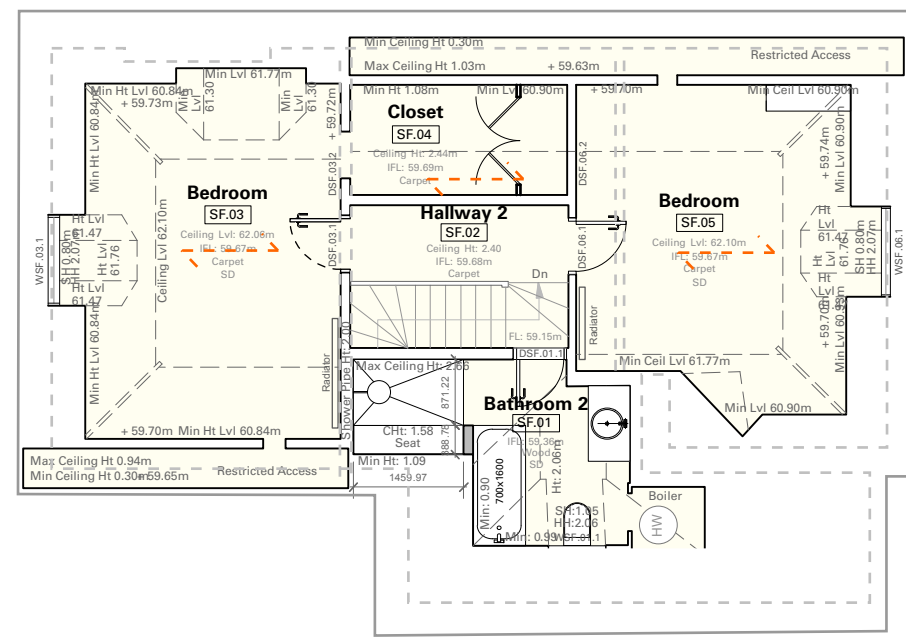 Min Ceiling Ht 0.30m
Restricted Access
Max Ceiling Ht 1.03m
+ 59.63m
Min Lvl 61.77m
Min Ht Lvl 60.84m
+ 59.73m
Min Lvl 61.30
Min Lvl 61.30
+ 59.72m
Min Ht Lvl 60.84m
Min Ht 1.08m
Min Lvl 60.90m
+ 59.70m
Min Ceil Lvl 60.90m
Closet
SF.04
Ceiling Ht: 2.44m
IFL: 59.69m
Carpet
DSF.03.2
DSF.06.2
Min Lvl 60.90m
+ 59.74m
Bedroom
SF.03
Ceiling Lvl: 62.06m
IFL: 59.67m
Carpet
SD
Ceiling Lvl 62.10m
Hallway 2
SF.02
Ceiling Ht: 2.40
IFL: 59.68m
Carpet
Bedroom
SF.05
Ceiling Lvl: 62.10m
IFL: 59.67m
Carpet
SD
WSF.03.1
SH 0.80m
HH 2.07m
Ht Lvl
61.47
Ht Lvl
61.76
Ht Lvl
61.47
DSF.03.1
DSF.06.1
Ht
Lvl
61.47
Ht Lvl
61.76
Ht
Lvl
SH 0.80m
HH 2.07m
WSF.06.1
Dn
FL: 59.15m
Min Ht Lvl 60.84m
Radiator
Shower Pipe Ht: 2.00
Radiator
+ 59.70m
Min Ceil Lvl 61.77m
Min Lvl 60.90m
DSF.01.1
Max Ceiling Ht: 2.66
871.22
Bathroom 2
SF.01
IFL: 59.36m
Wood
SD
CHt: 1.58
Seat
Min Ht: 1.09
1459.97
+ 59.70m
Min Ht Lvl 60.84m
Max Ceiling Ht 0.94m
Min Ceiling Ht 0.30m
+ 59.65m
Restricted Access
Min: 0.90
700x1600
Ht: 2.06m
SH:1.05
HH:2.06
WSF.01.1
Min: 0.99
Boiler
HW